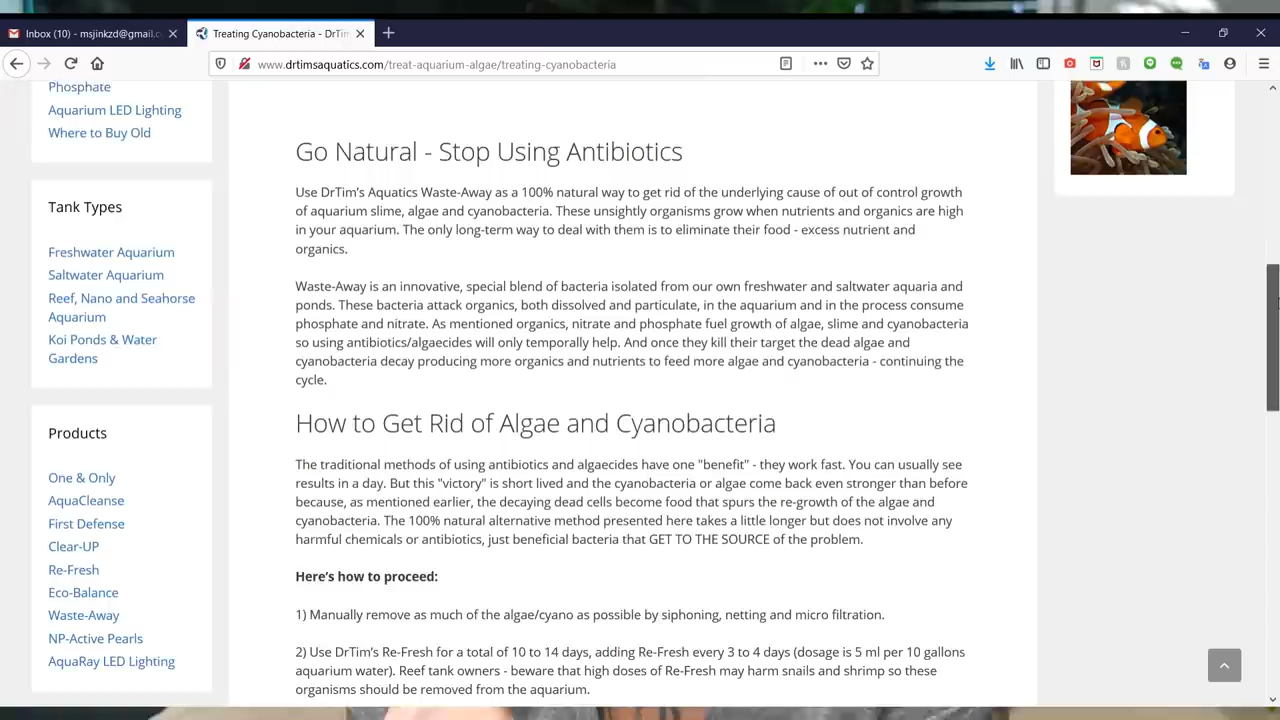 Inbox (10) - msjinkzd@gmail.c
Treating Cyanobacteria - DrTim
www.drtimsaquatics.com/treat-aquarium-algae/treating-cyanobacteria
Phosphate
Aquarium LED Lighting
Where to Buy Old
Tank Types
Freshwater Aquarium
Saltwater Aquarium
Reef, Nano and Seahorse
Aquarium
Koi Ponds & Water
Gardens
Products
One & Only
AquaCleanse
First Defense
Clear-UP
Re-Fresh
Eco-Balance
Waste-Away
NP-Active Pearls
AquaRay LED Lighting
Go Natural - Stop Using Antibiotics
Use DrTim's Aquatics Waste-Away as a 100% natural way to get rid of the underlying cause of out of control growth
of aquarium slime, algae and cyanobacteria. These unsightly organisms grow when nutrients and organics are high
in your aquarium. The only long-term way to deal with them is to eliminate their food - excess nutrient and
organics.
Waste-Away is an innovative, special blend of bacteria isolated from our own freshwater and saltwater aquaria and
ponds. These bacteria attack organics, both dissolved and particulate, in the aquarium and in the process consume
phosphate and nitrate. As mentioned organics, nitrate and phosphate fuel growth of algae, slime and cyanobacteria
so using antibiotics/algaecides will only temporally help. And once they kill their target the dead algae and
cyanobacteria decay producing more organics and nutrients to feed more algae and cyanobacteria - continuing the
cycle.
How to Get Rid of Algae and Cyanobacteria
The traditional methods of using antibiotics and algaecides have one "benefit" - they work fast. You can usually see
results in a day. But this "victory" is short lived and the cyanobacteria or algae come back even stronger than before
because, as mentioned earlier, the decaying dead cells become food that spurs the re-growth of the algae and
cyanobacteria. The 100% natural alternative method presented here takes a little longer but does not involve any
harmful chemicals or antibiotics, just beneficial bacteria that GET TO THE SOURCE of the problem.
Here's how to proceed:
1) Manually remove as much of the algae/cyano as possible by siphoning, netting and micro filtration.
2) Use DrTim's Re-Fresh for a total of 10 to 14 days, adding Re-Fresh every 3 to 4 days (dosage is 5 ml per 10 gallons
aquarium water). Reef tank owners - beware that high doses of Re-Fresh may harm snails and shrimp so these
organisms should be removed from the aquarium.